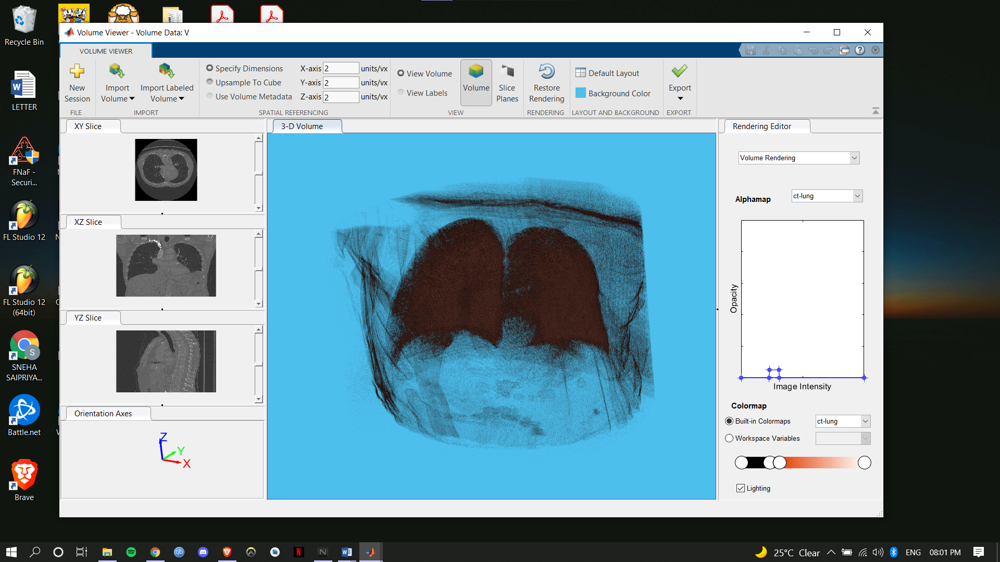 Recycle Bin
LETTER
FNaF -
Securi...
FL Studio 12
FL Studio 12
(64bit)
S
SNEHA
SAIPRIYA...
Battle.net
Brave
Volume Viewer - Volume Data: V
VOLUME VIEWER
New
Session
FILE
Import
Volume
Import Labeled
Volume
IMPORT
Specify Dimensions
Upsample To Cube
Use Volume Metadata
X-axis 2 units/vx
Y-axis 2 units/vx
Z-axis 2 units/vx
SPATIAL REFERENCING
View Volume
View Labels
Volume
Slice
Planes
VIEW
Restore
Rendering
RENDERING
Default Layout
Background Color
LAYOUT AND BACKGROUND
Export
EXPORT
XY Slice
XZ Slice
YZ Slice
Orientation Axes
Z
Y
X
3-D Volume
Rendering Editor
Volume Rendering
Alphamap
ct-lung
Opacity
Image Intensity
Colormap
Built-in Colormaps
ct-lung
Workspace Variables
Lighting
25°C Clear
ENG
08:01 PM